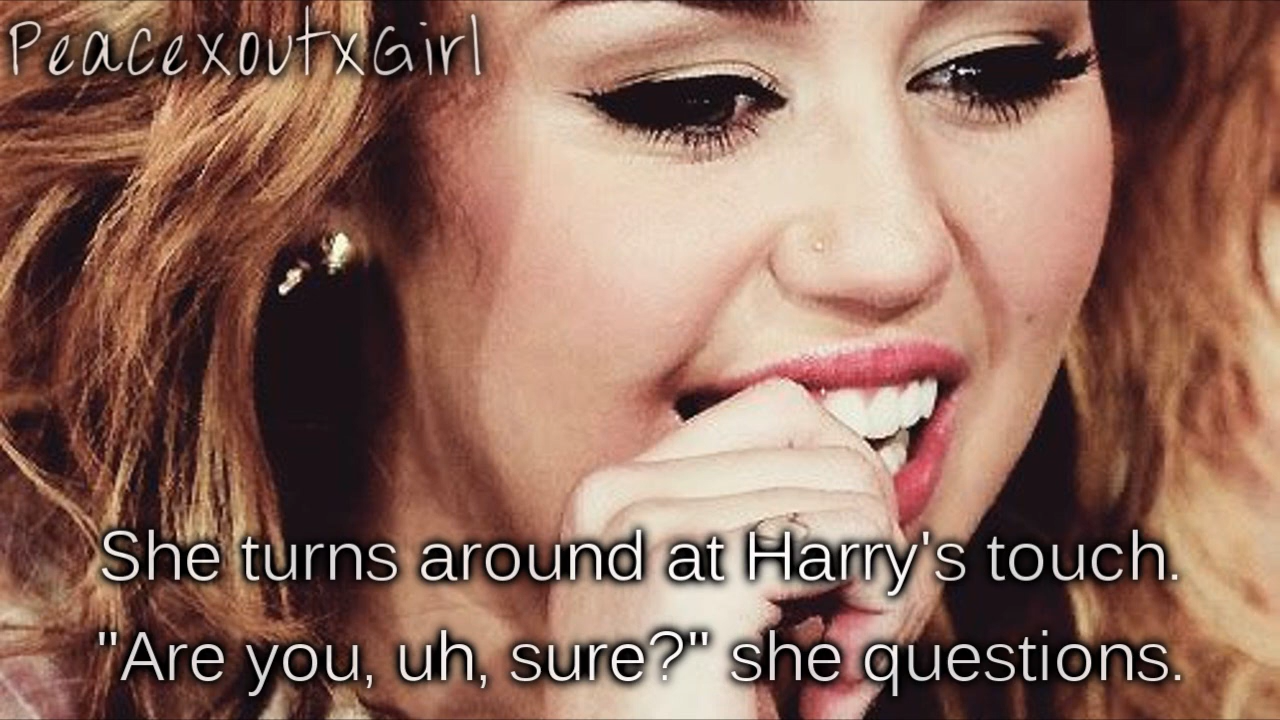 PeacexoutxGirl
She turns around at Harry's touch.
"Are you, uh, sure?" she questions.